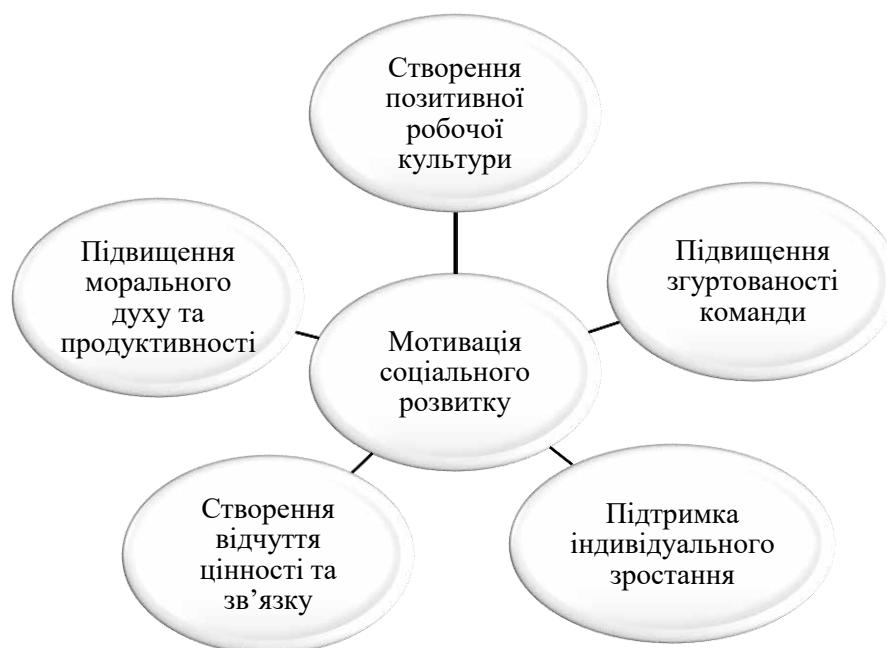 Створення
позитивної
робочої
культури
Підвищення
морального
духу та
продуктивності
Підвищення
згуртованості
команди
Мотивація
соціального
розвитку
Створення
відчуття
цінності та
зв’язку
Підтримка
індивідуального
зростання